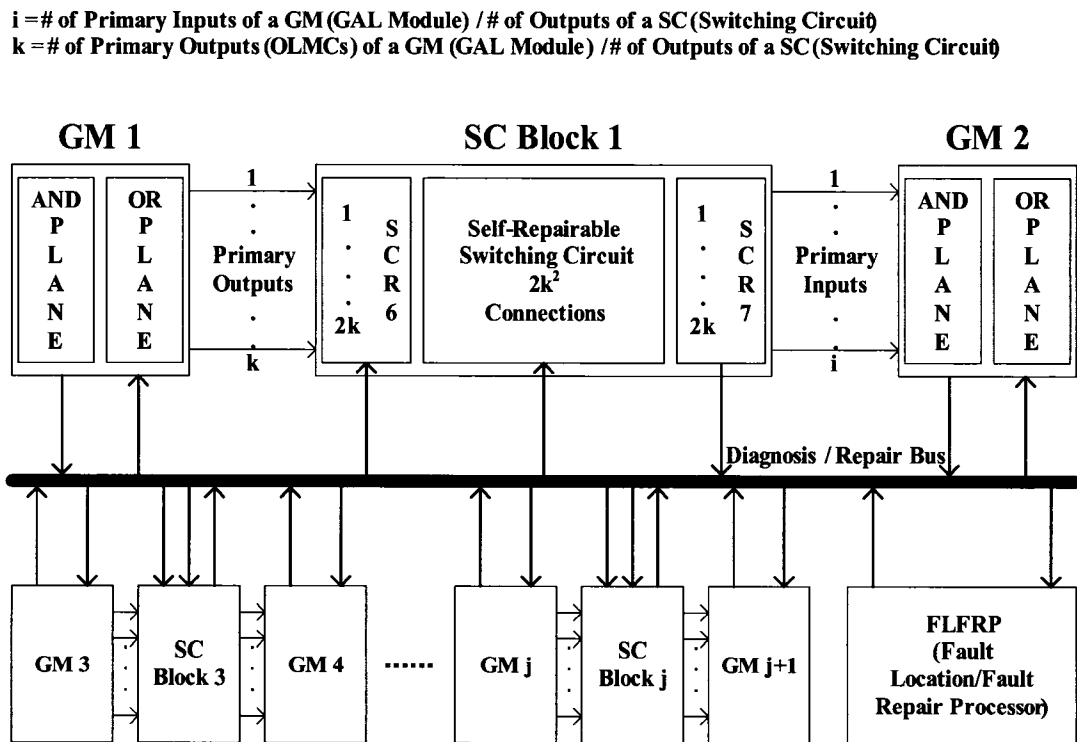 i = # of Primary Inputs of a GM (GAL Module) / # of Outputs of a SC (Switching Circuit)
k = # of Primary Outputs (OLMCs) of a GM (GAL Module) / # of Outputs of a SC (Switching Circuit)
GM 1
SC Block 1
GM 2
AND
P
L
A
N
E
OR
P
L
A
N
E
1
Primary
Outputs
k
1
2k
S
C
R
6
Self-Repairable
Switching Circuit
2k²
Connections
1
2k
S
C
R
7
1
Primary
Inputs
i
AND
P
L
A
N
E
OR
P
L
A
N
E
Diagnosis / Repair Bus
GM 3
SC
Block 3
GM 4
......
GM j
SC
Block j
GM j+1
FLFRP
(Fault
Location/Fault
Repair Processor)